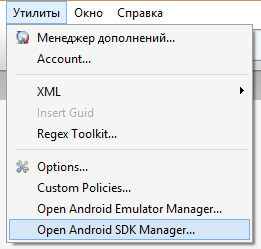 Утилиты Окно Справка
Менеджер дополнений...
Account...
XML
Insert Guid
Regex Toolkit...
Options...
Custom Policies...
Open Android Emulator Manager...
Open Android SDK Manager...